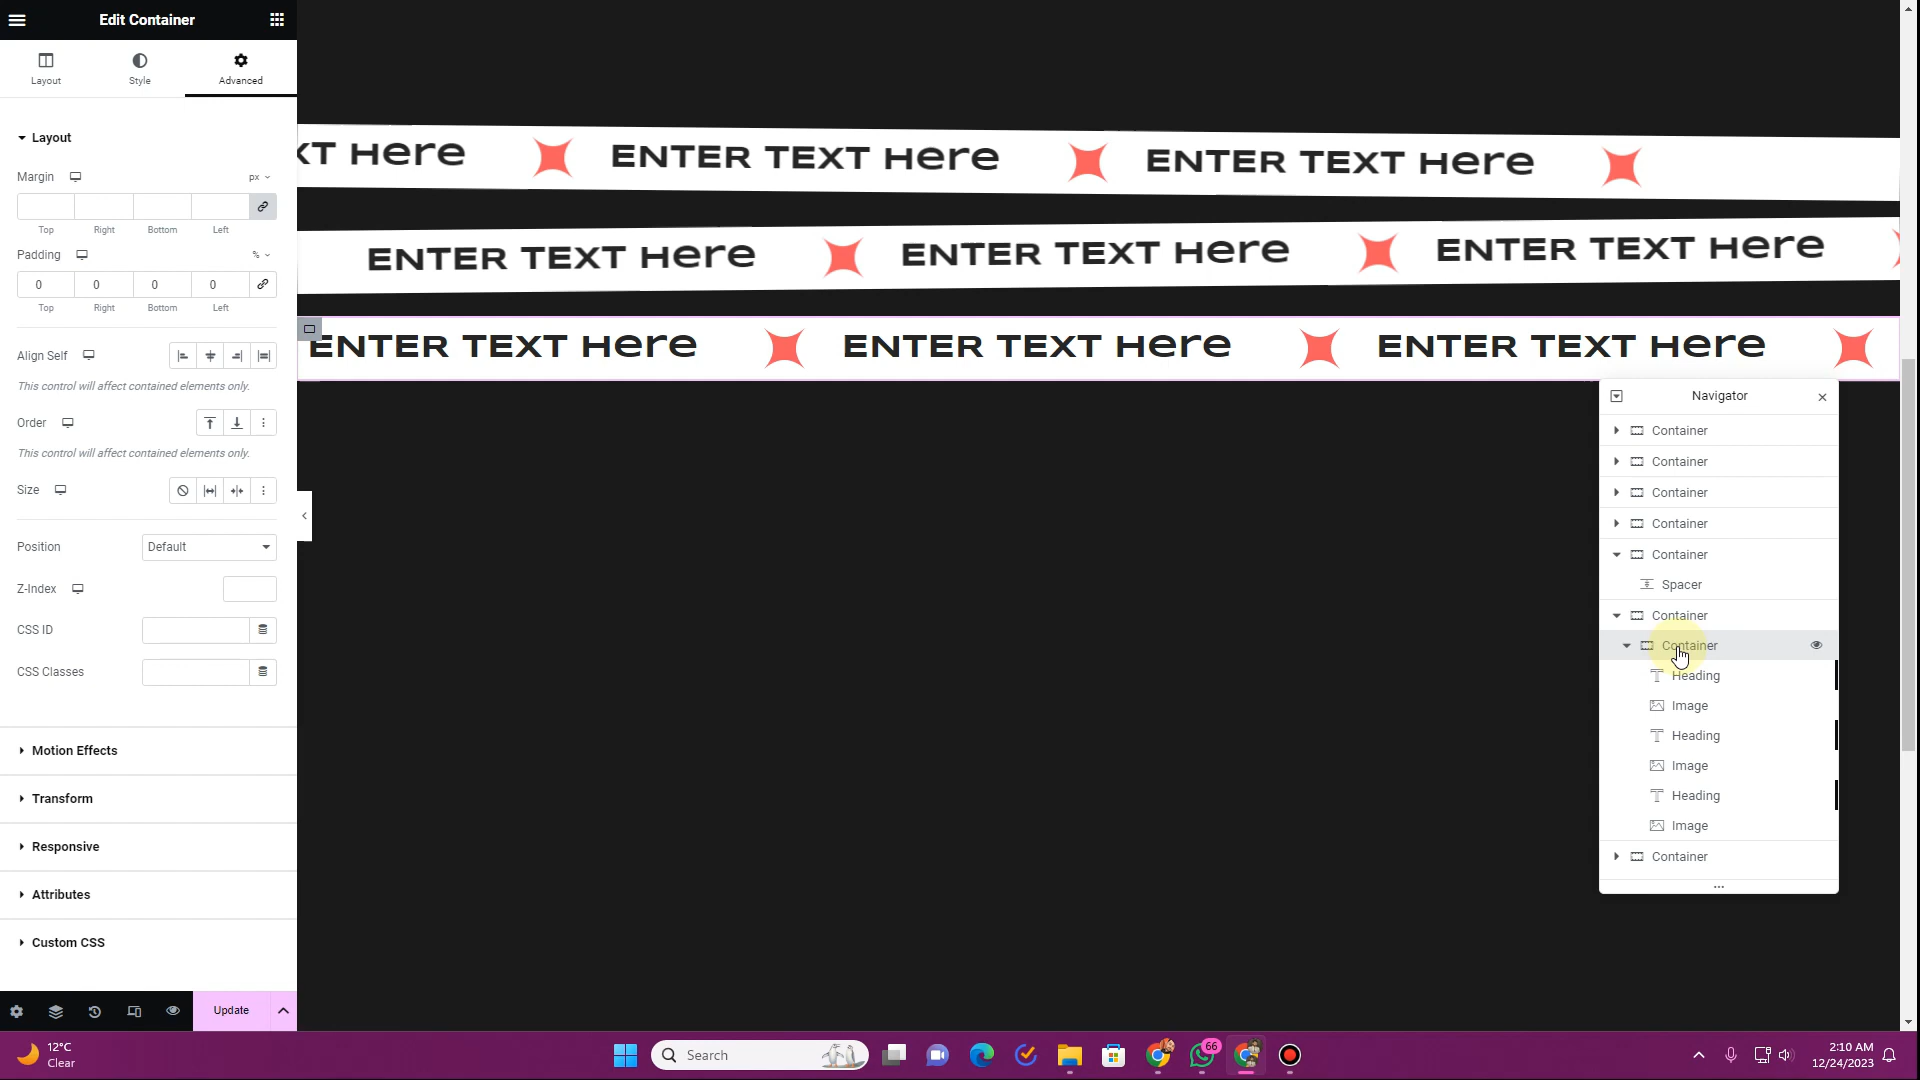 Edit Container
Layout
Style
Advanced
Layout
Margin
px
Top
Right
Bottom
Left
Padding
%
0
0
0
0
Top
Right
Bottom
Left
Align Self
This control will affect contained elements only.
Order
This control will affect contained elements only.
Size
Position
Default
Z-Index
CSS ID
CSS Classes
Motion Effects
Transform
Responsive
Attributes
Custom CSS
Update
XT Here
ENTER TEXT Here
ENTER TEXT Here
ENTER TEXT Here
ENTER TEXT Here
ENTER TEXT Here
ENTER TEXT Here
ENTER TEXT Here
ENTER TEXT Here
Navigator
Container
Container
Container
Container
Container
Spacer
Container
Container
Heading
Image
Heading
Image
Heading
Image
Container
12°C
Clear
Search
66
2:10 AM
12/24/2023